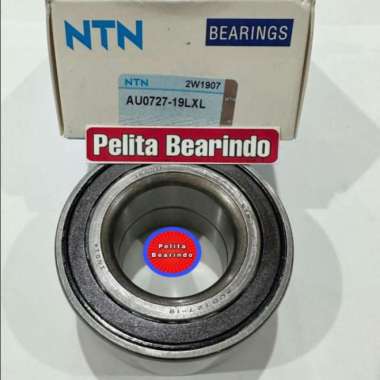 NTN
BEARINGS
NTN 2W1907
AU0727-19LXL
Pelita Bearindo
Pelita
Bearindo